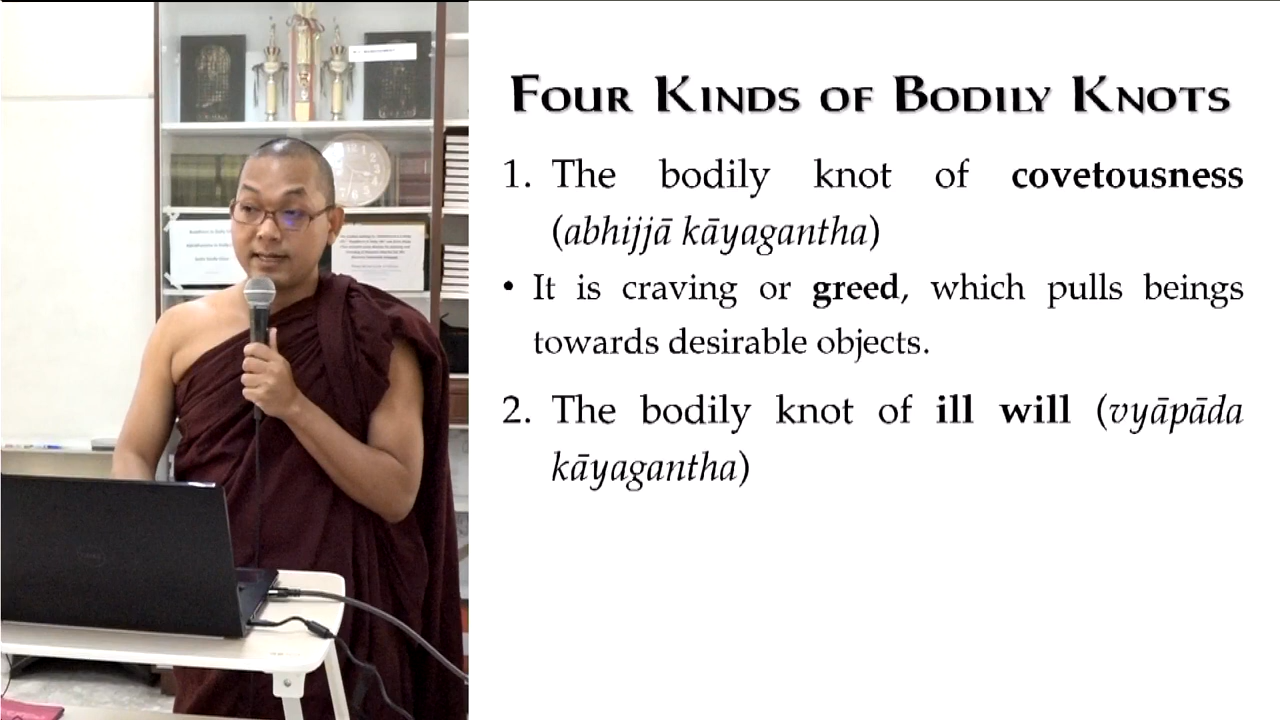 FOUR KINDS OF BODILY KNOTS
1. The bodily knot of covetousness
(abhijjā kāyagantha)
• It is craving or greed, which pulls beings
towards desirable objects.
2. The bodily knot of ill will (vyāpāda
kāyagantha)
DELL